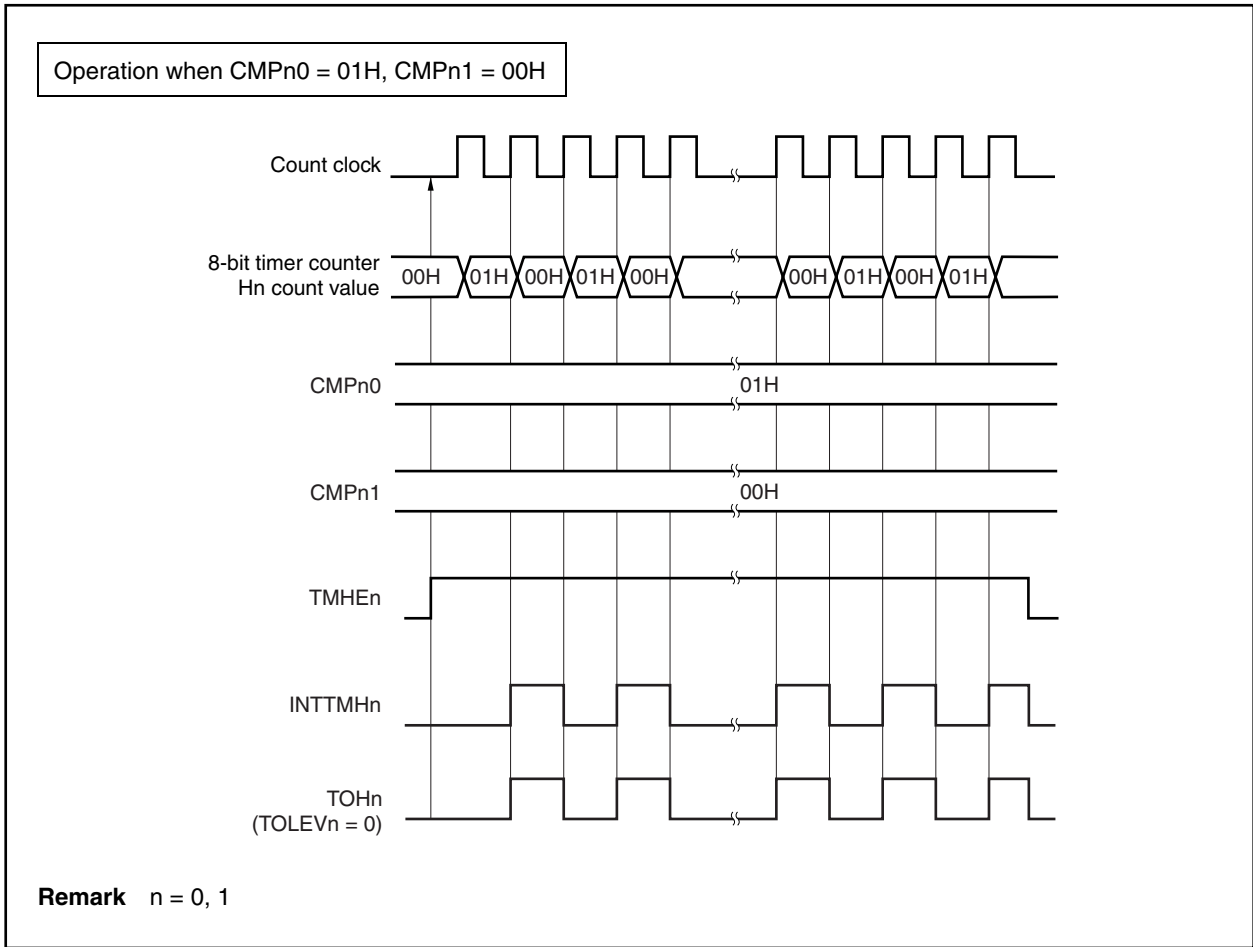 Operation when CMPn0 = 01H, CMPn1 = 00H
Count clock
8-bit timer counter
Hn count value
00H 01H 00H 01H 00H 00H 01H 00H 01H
CMPn0
01H
CMPn1
00H
TMHEn
INTTMHn
TOHn
(TOLEVn = 0)
Remark n = 0, 1